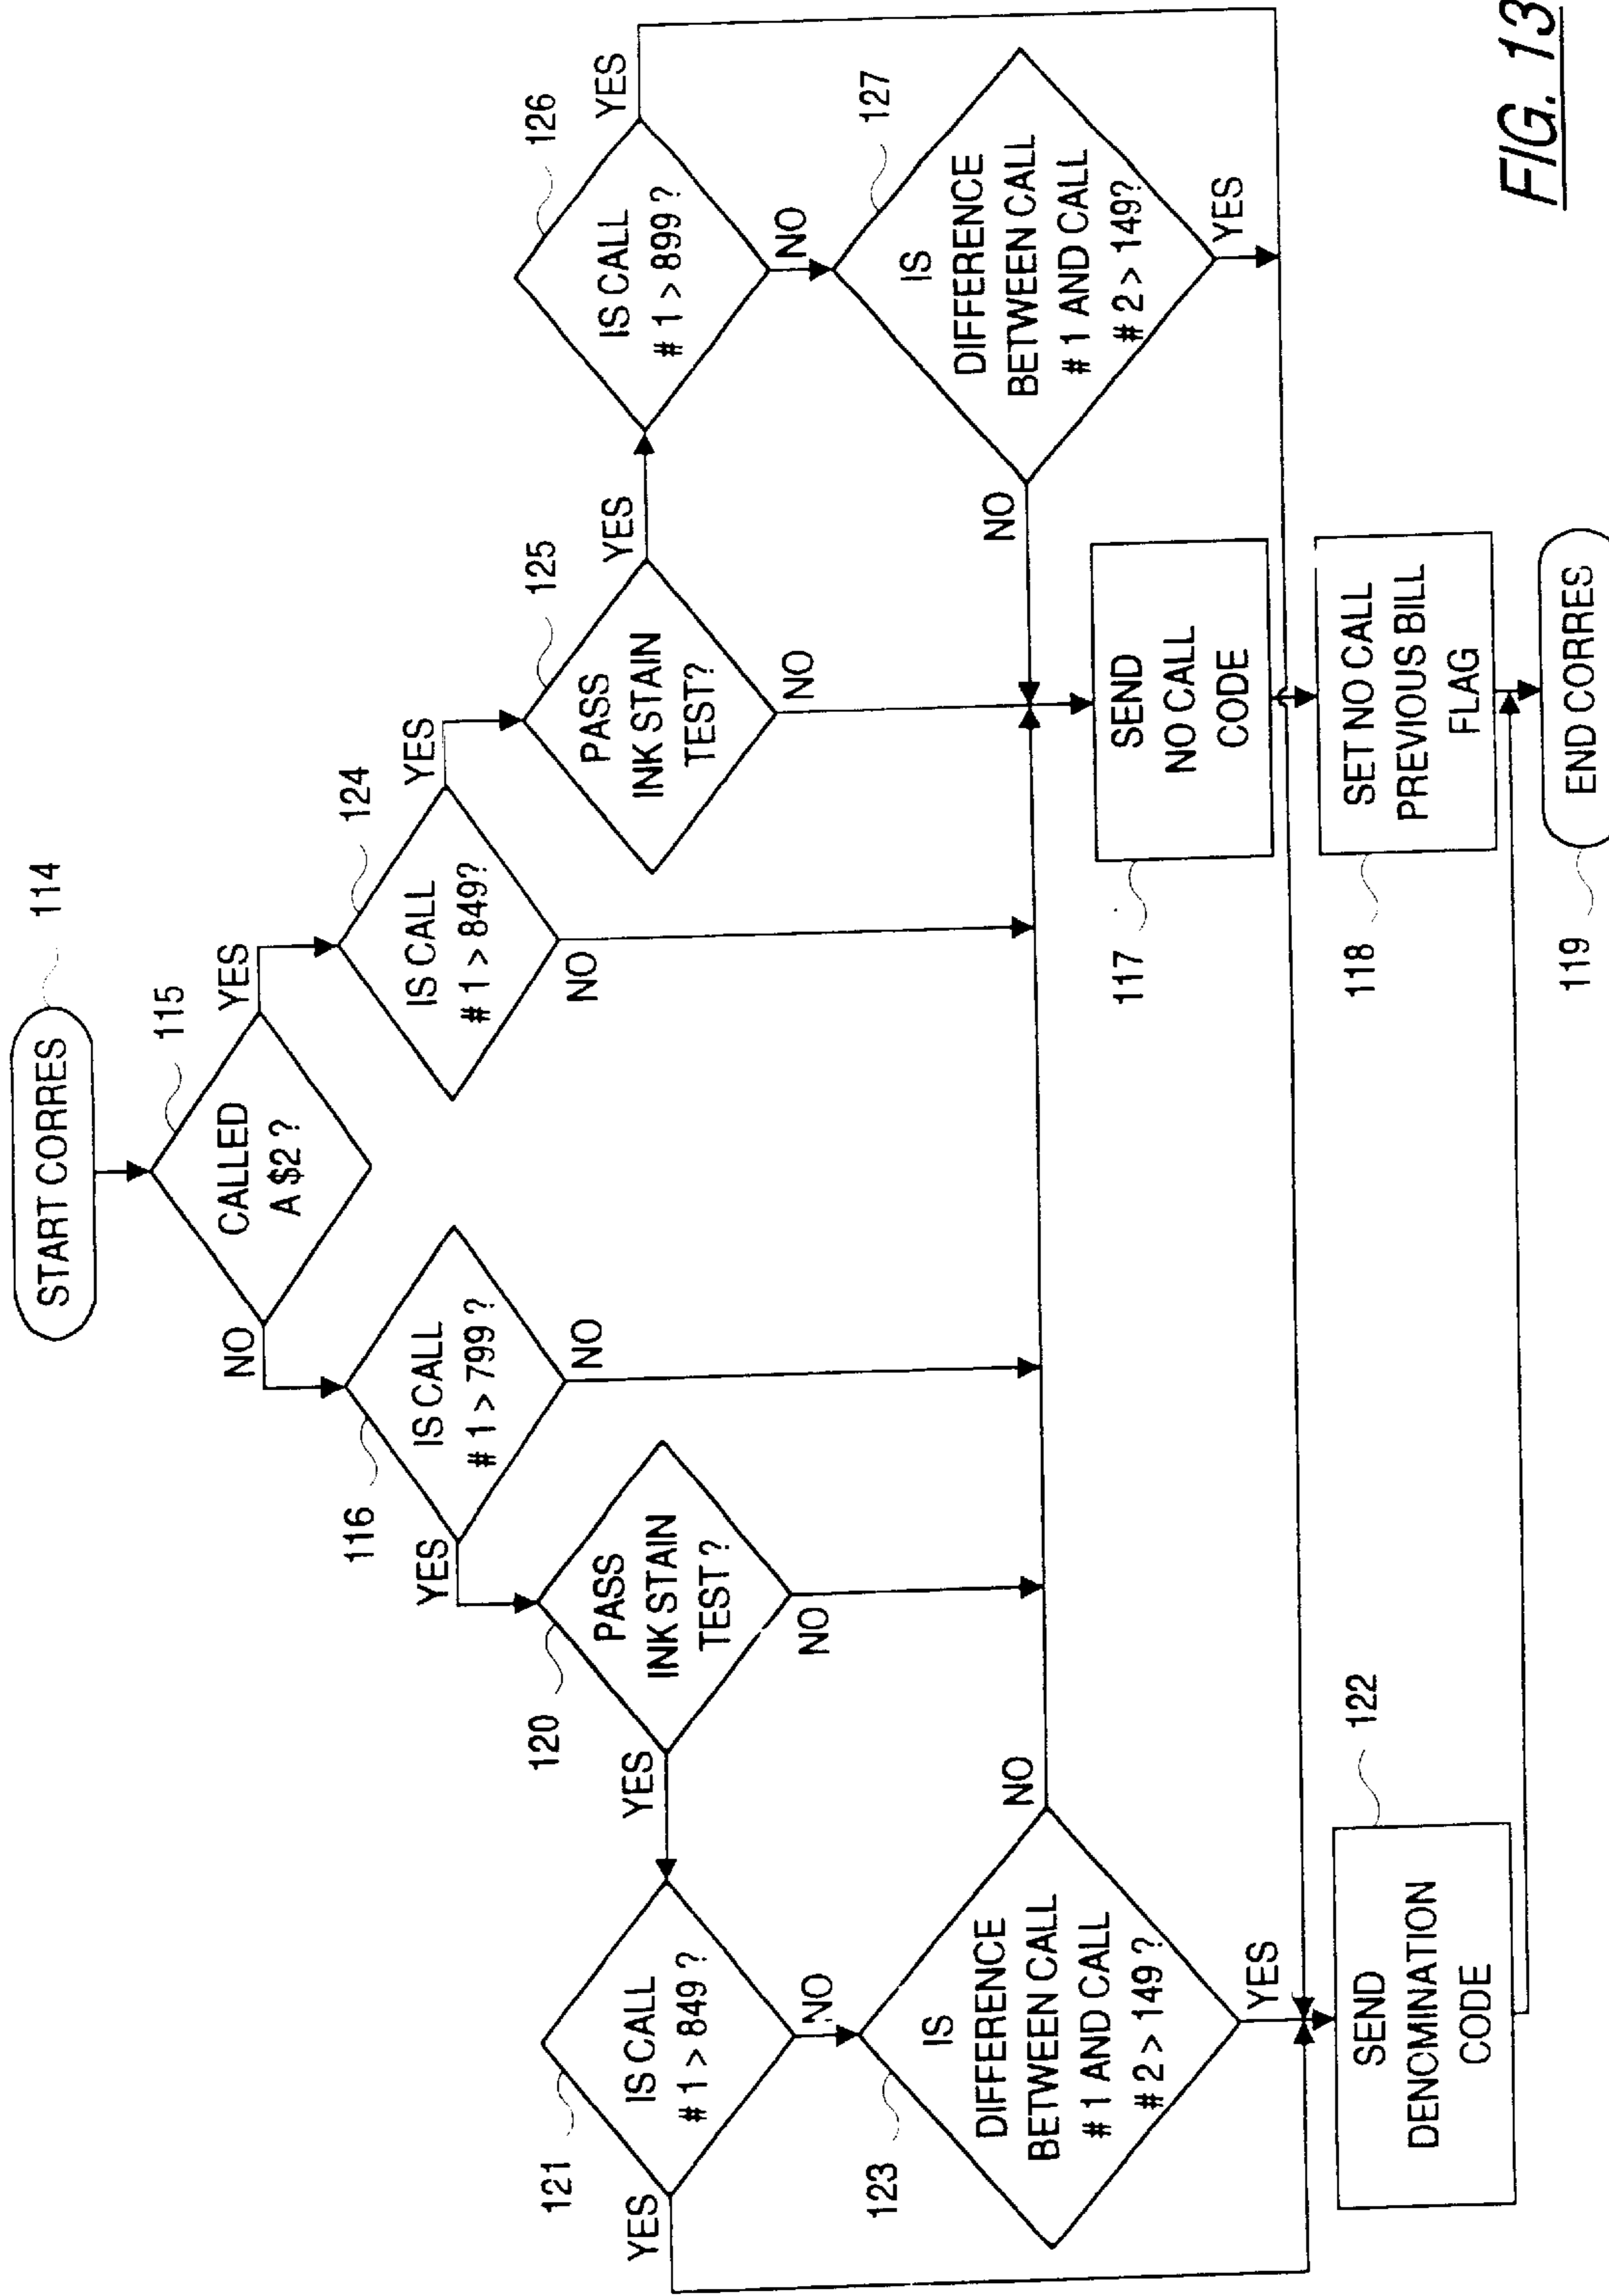 START CORRES
114
CALLED
A $2 ?
115
NO
YES
IS CALL
# 1 > 799 ?
116
YES
NO
IS CALL
# 1 > 849?
124
YES
NO
PASS
INK STAIN
TEST ?
120
YES
NO
PASS
INK STAIN
TEST?
125
YES
NO
IS CALL
# 1 > 849 ?
121
YES
NO
IS CALL
# 1 > 899 ?
126
YES
NO
IS
DIFFERENCE
BETWEEN CALL
# 1 AND CALL
# 2 > 149 ?
123
NO
YES
IS
DIFFERENCE
BETWEEN CALL
# 1 AND CALL
# 2 > 149?
127
NO
YES
SEND
NO CALL
CODE
117
SET NO CALL
PREVIOUS BILL
FLAG
118
SEND
DENOMINATION
CODE
122
END CORRES
119
FIG. 13